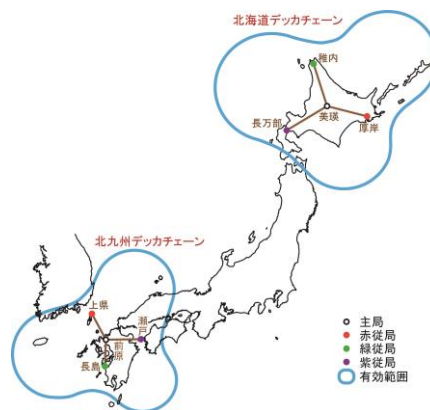 北海道デッカチェーン
稚内
長万部
美瑛
厚岸
北九州デッカチェーン
上県
瀬戸
前原
長島
主局
赤従局
緑従局
紫従局
有効範囲